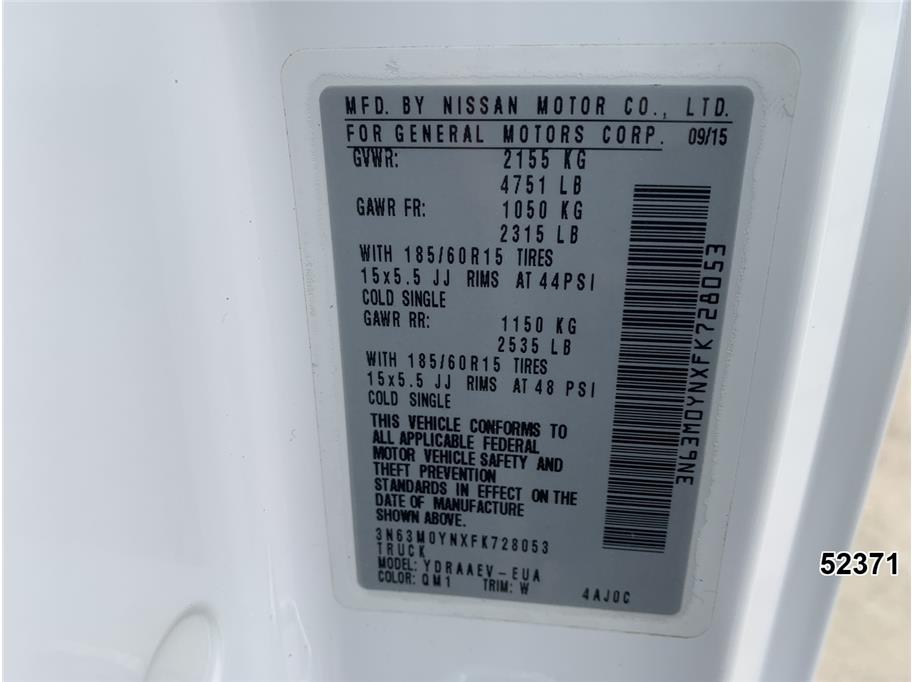 MFD. BY NISSAN MOTOR CO., LTD.
FOR GENERAL MOTORS CORP. 09/15
GVWR: 2155 KG
4751 LB
GAWR FR: 1050 KG
2315 LB
WITH 185/60R15 TIRES
15x5.5 JJ RIMS AT 44PSI
COLD SINGLE
GAWR RR: 1150 KG
2535 LB
WITH 185/60R15 TIRES
15x5.5 JJ RIMS AT 48 PSI
COLD SINGLE
THIS VEHICLE CONFORMS TO
ALL APPLICABLE FEDERAL
MOTOR VEHICLE SAFETY AND
THEFT PREVENTION
STANDARDS IN EFFECT ON THE
DATE OF MANUFACTURE
SHOWN ABOVE.
3N63M0YNXFK728053
TRUCK
MODEL: YDRAAEV-EUA
COLOR: QM1 TRIM: W 4AJ0C
3N63M0YNXFK728053
52371